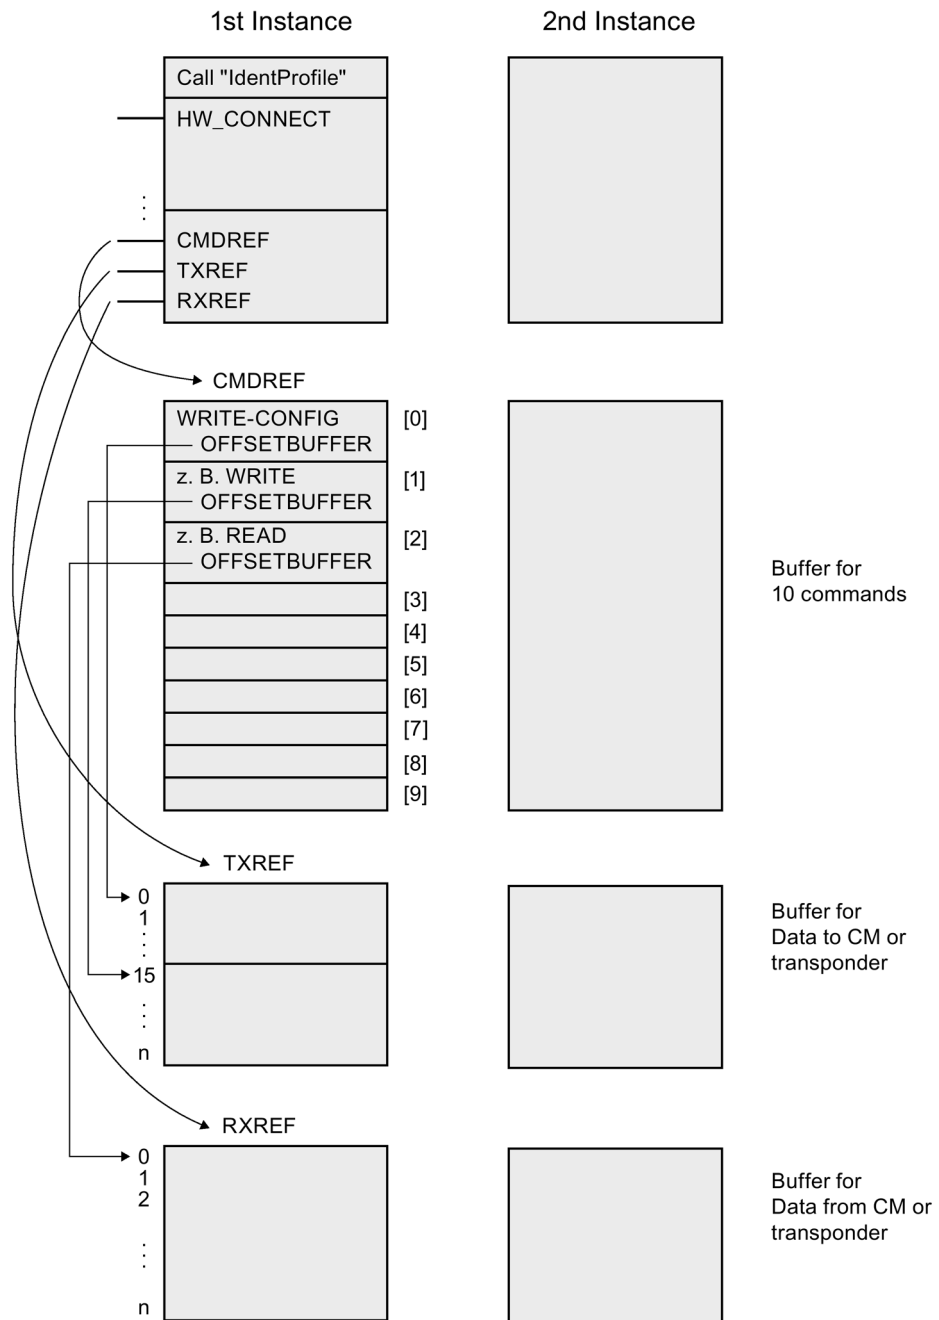 1st Instance
2nd Instance
Call "IdentProfile"
HW_CONNECT
CMDREF
TXREF
RXREF
CMDREF
WRITE-CONFIG [0]
OFFSETBUFFER
z. B. WRITE [1]
OFFSETBUFFER
z. B. READ [2]
OFFSETBUFFER
[3]
[4]
[5]
[6]
[7]
[8]
[9]
Buffer for
10 commands
TXREF
0
1
15
n
Buffer for
Data to CM or
transponder
RXREF
0
1
2
n
Buffer for
Data from CM or
transponder